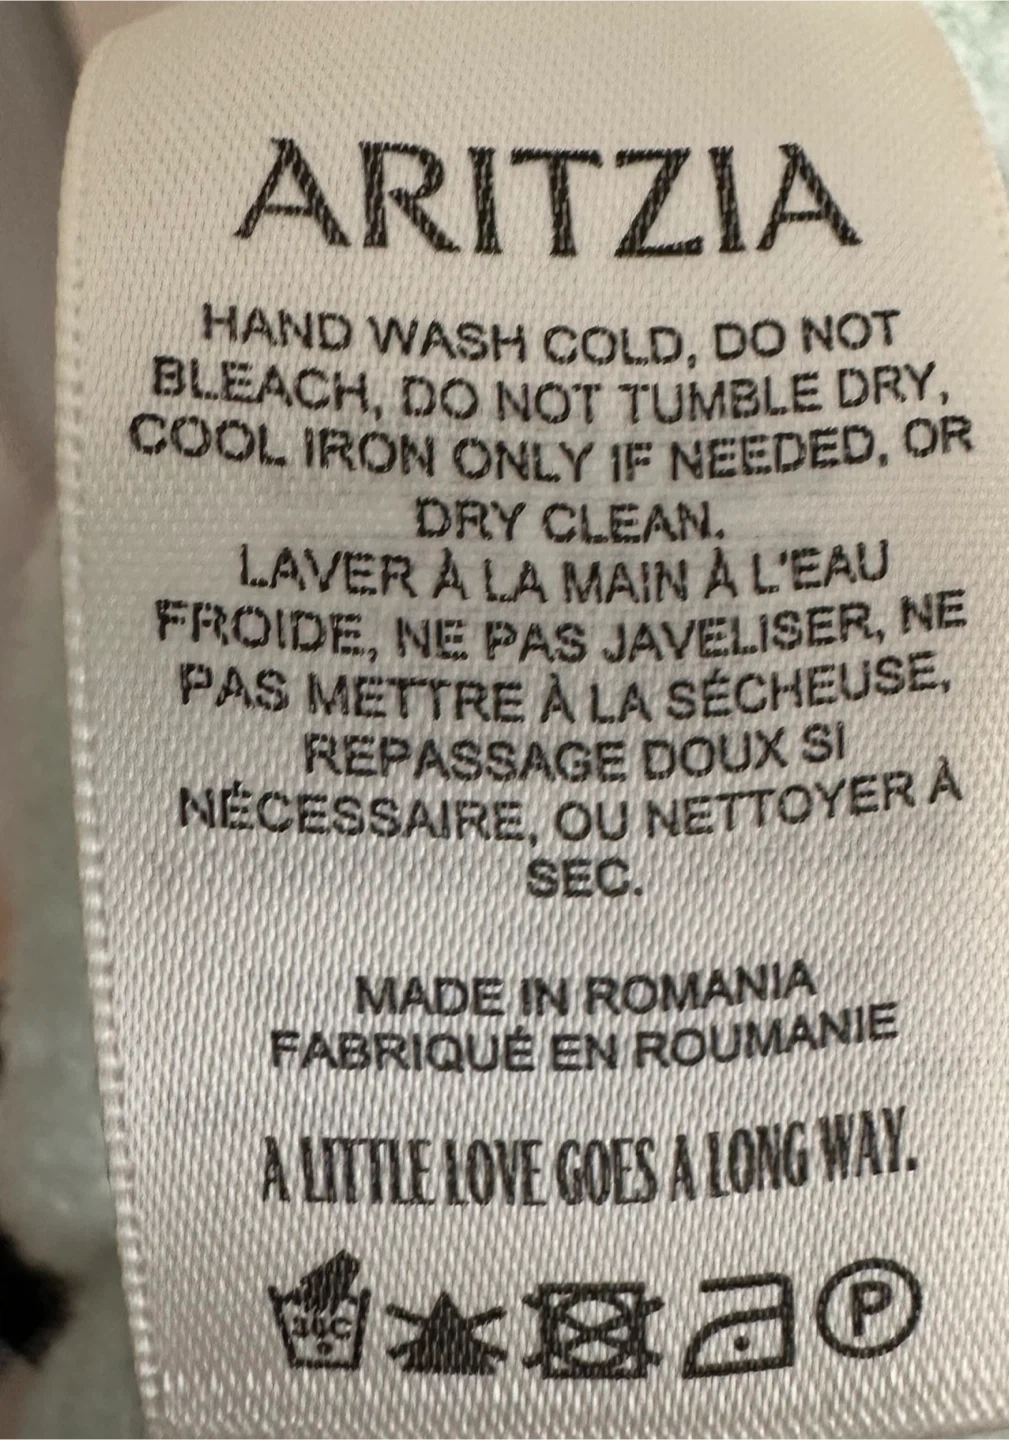 ARITZIA
HAND WASH COLD, DO NOT
BLEACH, DO NOT TUMBLE DRY,
COOL IRON ONLY IF NEEDED, OR
DRY CLEAN.
LAVER À LA MAIN À L'EAU
FROIDE, NE PAS JAVELISER, NE
PAS METTRE À LA SÉCHEUSE,
REPASSAGE DOUX SI
NÉCESSAIRE, OU NETTOYER À
SEC.
MADE IN ROMANIA
FABRIQUÉ EN ROUMANIE
A LITTLE LOVE GOES A LONG WAY.
30C P